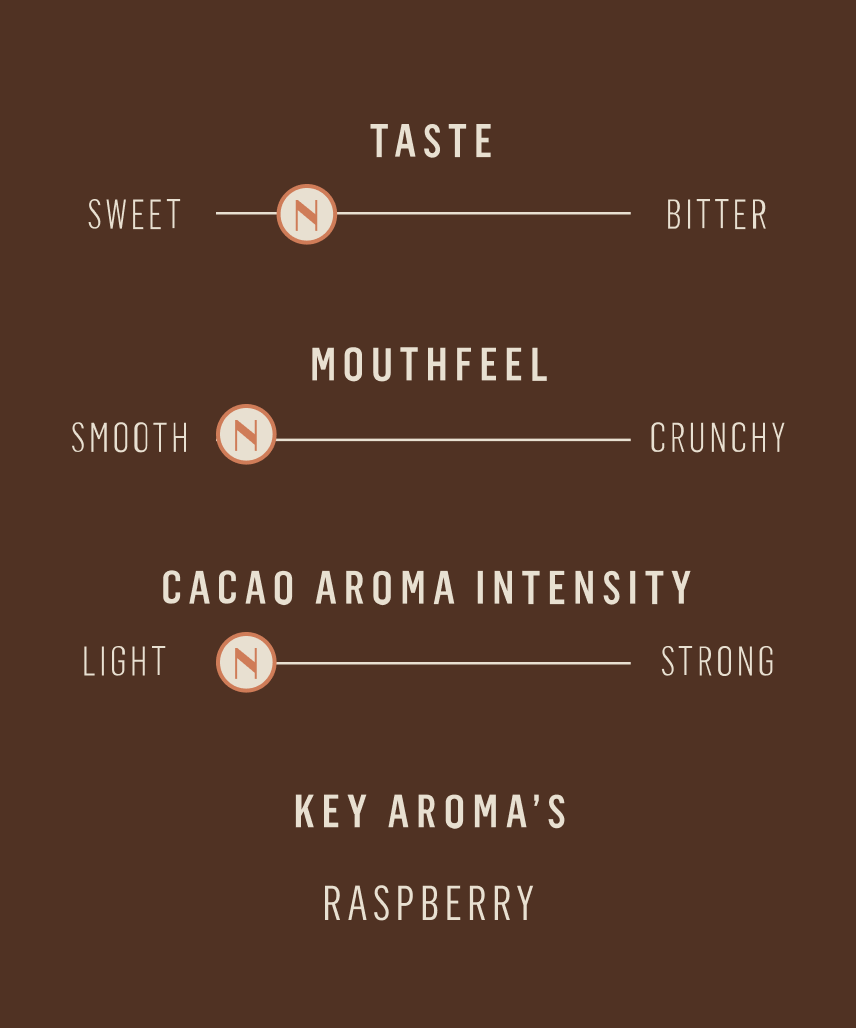 TASTE
SWEET N BITTER
MOUTHFEEL
SMOOTH N CRUNCHY
CACAO AROMA INTENSITY
LIGHT N STRONG
KEY AROMA'S
RASPBERRY